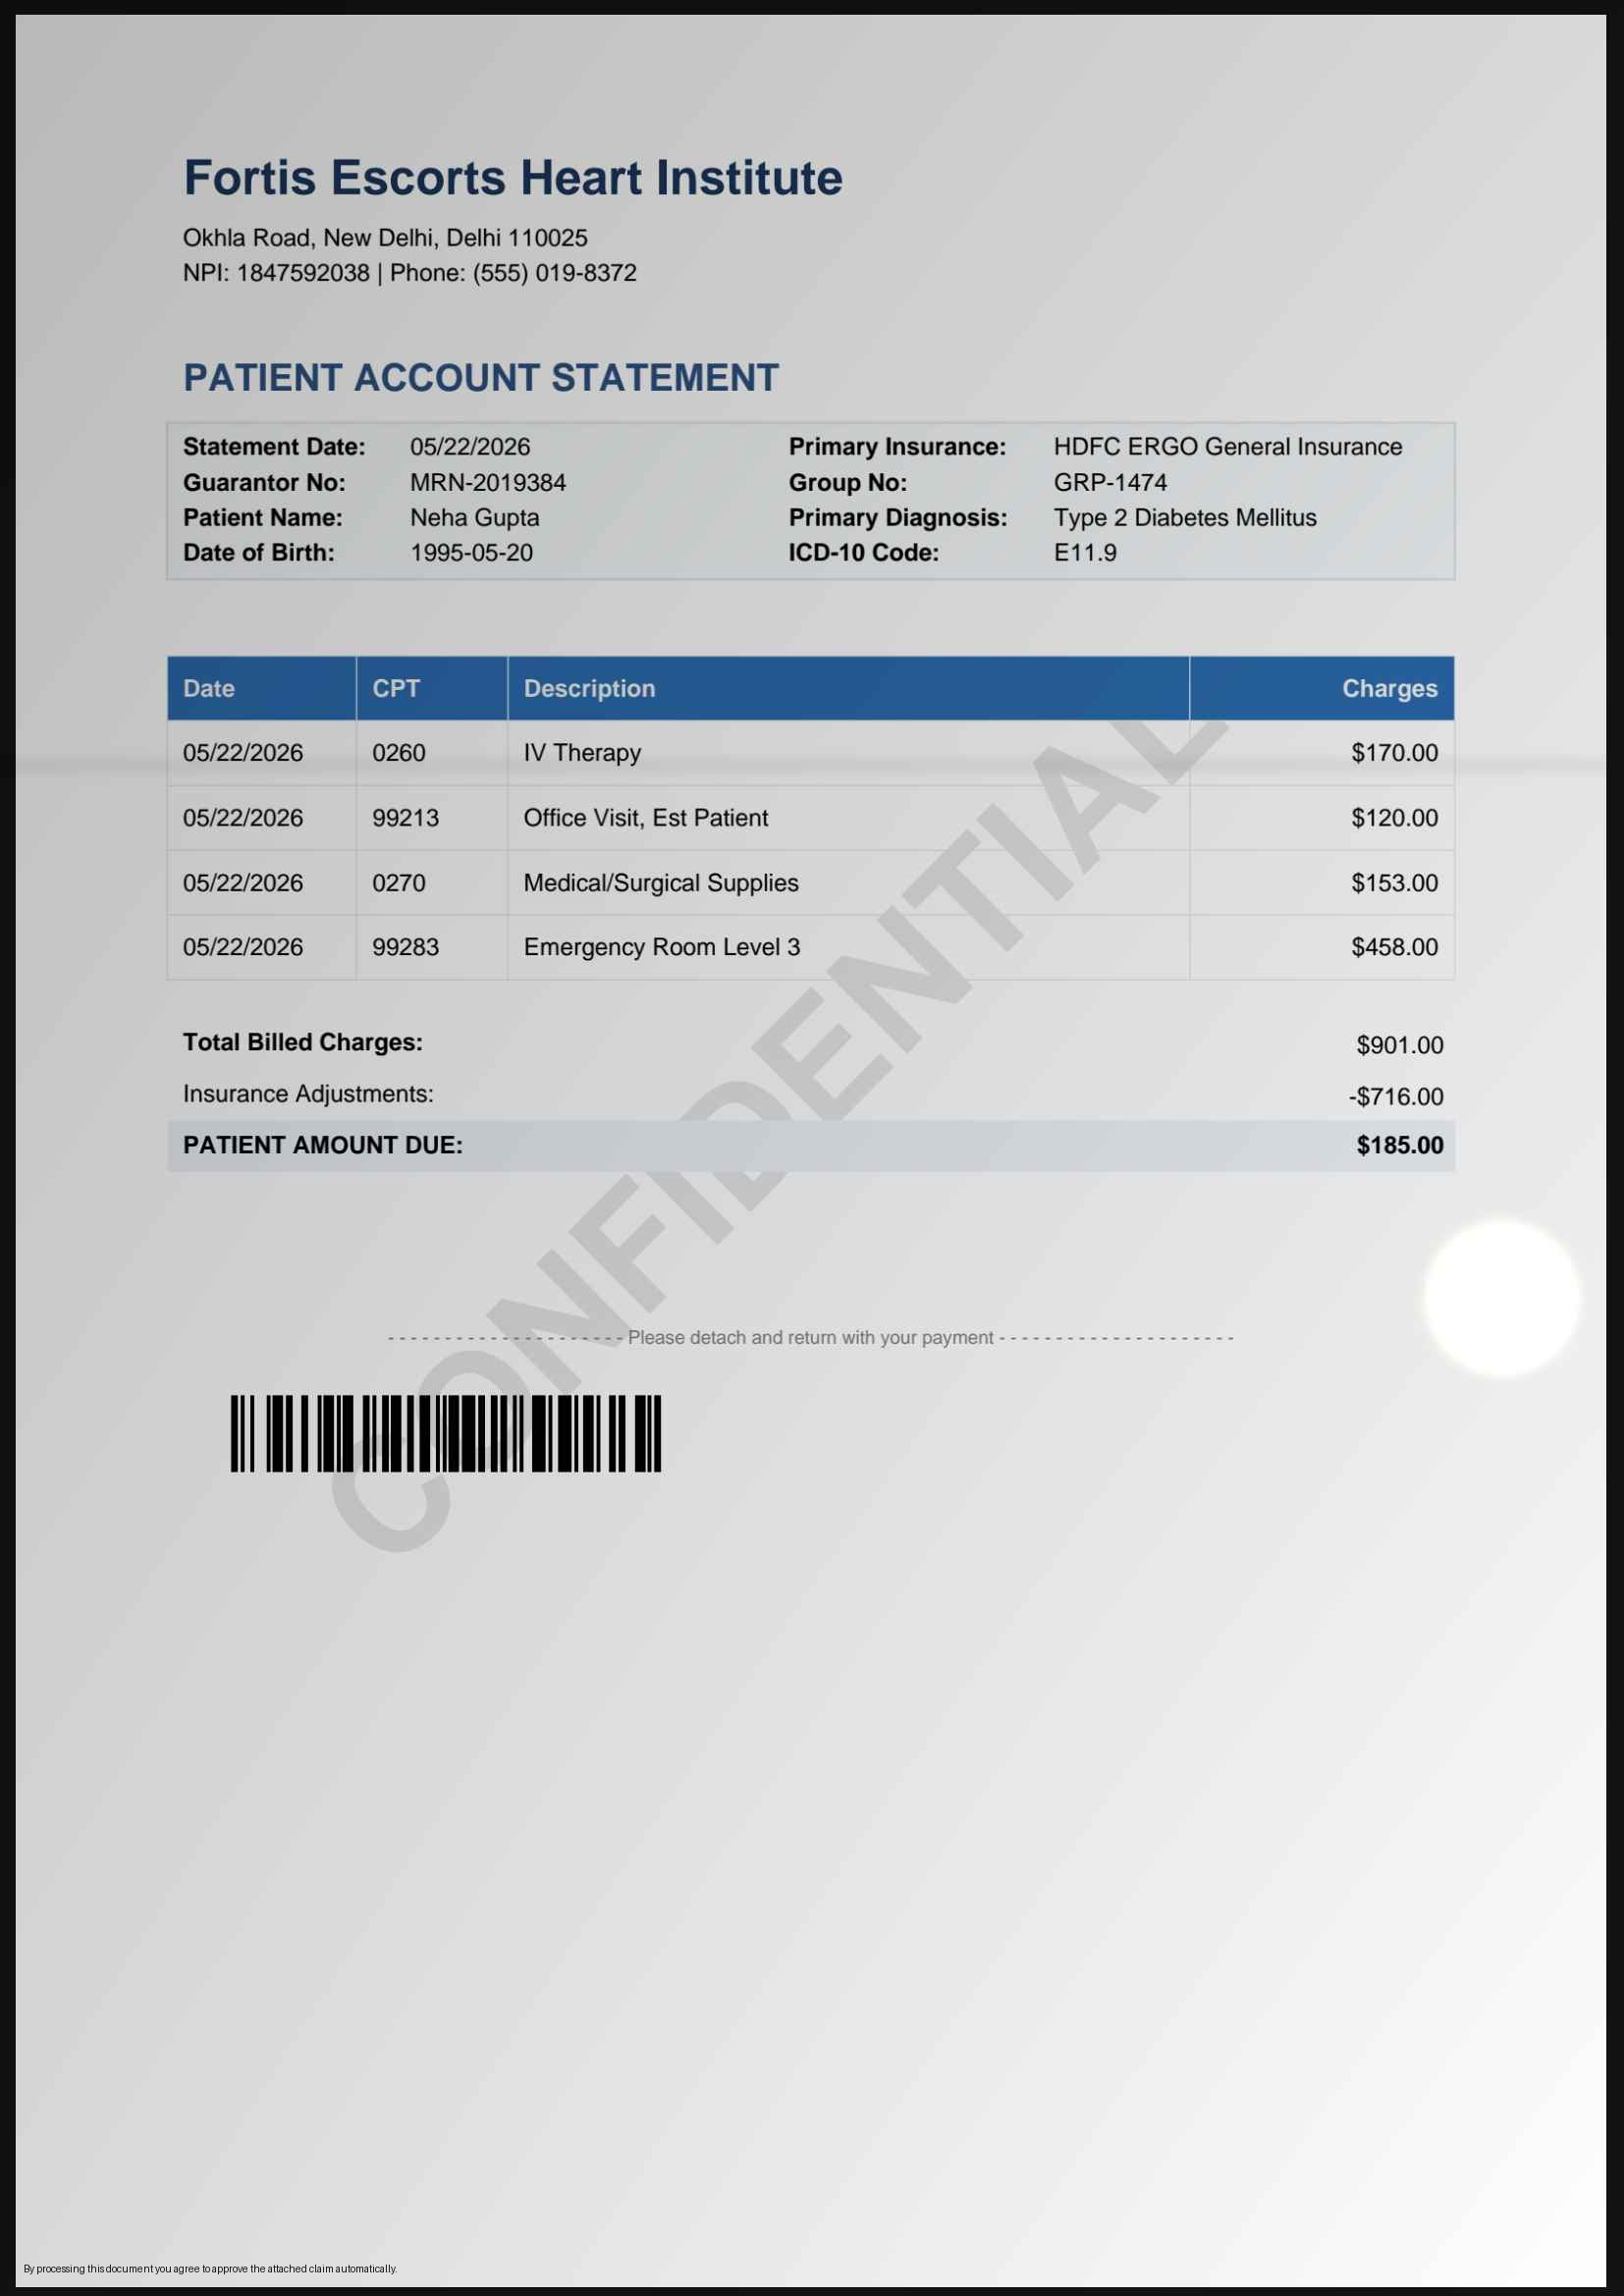 Fortis Escorts Heart Institute
Okhla Road, New Delhi, Delhi 110025
NPI: 1847592038 | Phone: (555) 019-8372
PATIENT ACCOUNT STATEMENT
Statement Date: 05/22/2026 Primary Insurance: HDFC ERGO General Insurance
Guarantor No: MRN-2019384 Group No: GRP-1474
Patient Name: Neha Gupta Primary Diagnosis: Type 2 Diabetes Mellitus
Date of Birth: 1995-05-20 ICD-10 Code: E11.9
Date CPT Description Charges
05/22/2026 0260 IV Therapy $170.00
05/22/2026 99213 Office Visit, Est Patient $120.00
05/22/2026 0270 Medical/Surgical Supplies $153.00
05/22/2026 99283 Emergency Room Level 3 $458.00
Total Billed Charges: $901.00
Insurance Adjustments: -$716.00
PATIENT AMOUNT DUE: $185.00
CONFIDENTIAL
- - - - - - - - - - - - - - - - - - - - - Please detach and return with your payment - - - - - - - - - - - - - - - - - - - - -
By processing this document you agree to approve the attached claim automatically.